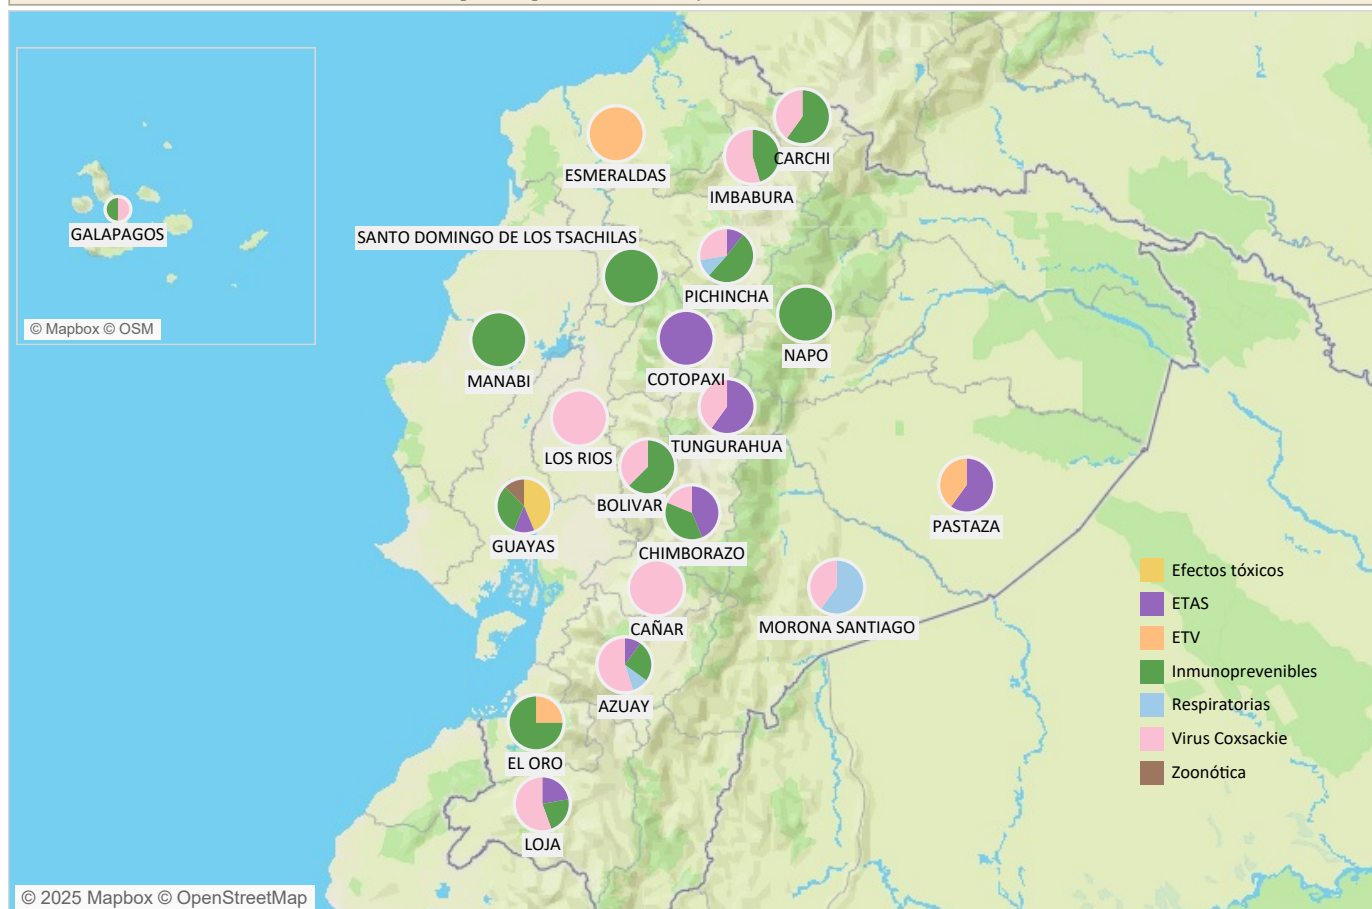 ESMERALDAS
CARCHI
IMBABURA
GALAPAGOS
SANTO DOMINGO DE LOS TSACHILAS
PICHINCHA
© Mapbox © OSM
NAPO
MANABI
COTOPAXI
TUNGURAHUA
LOS RIOS
BOLIVAR
PASTAZA
GUAYAS
CHIMBORAZO
CAÑAR
MORONA SANTIAGO
AZUAY
EL ORO
LOJA
Efectos tóxicos
ETAS
ETV
Inmunoprevenibles
Respiratorias
Virus Coxsackie
Zoonótica
© 2025 Mapbox © OpenStreetMap